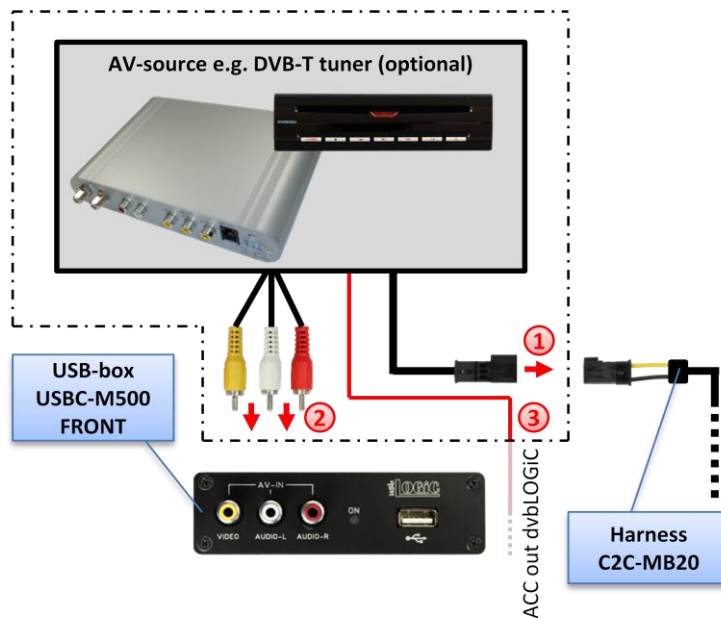 AV-source e.g. DVB-T tuner (optional)
1
2
3
USB-box
USBC-M500
FRONT
AV-IN
VIDEO
AUDIO-L
AUDIO-R
ON
usb
LOGiC
ACC out dvbLOGiC
Harness
C2C-MB20